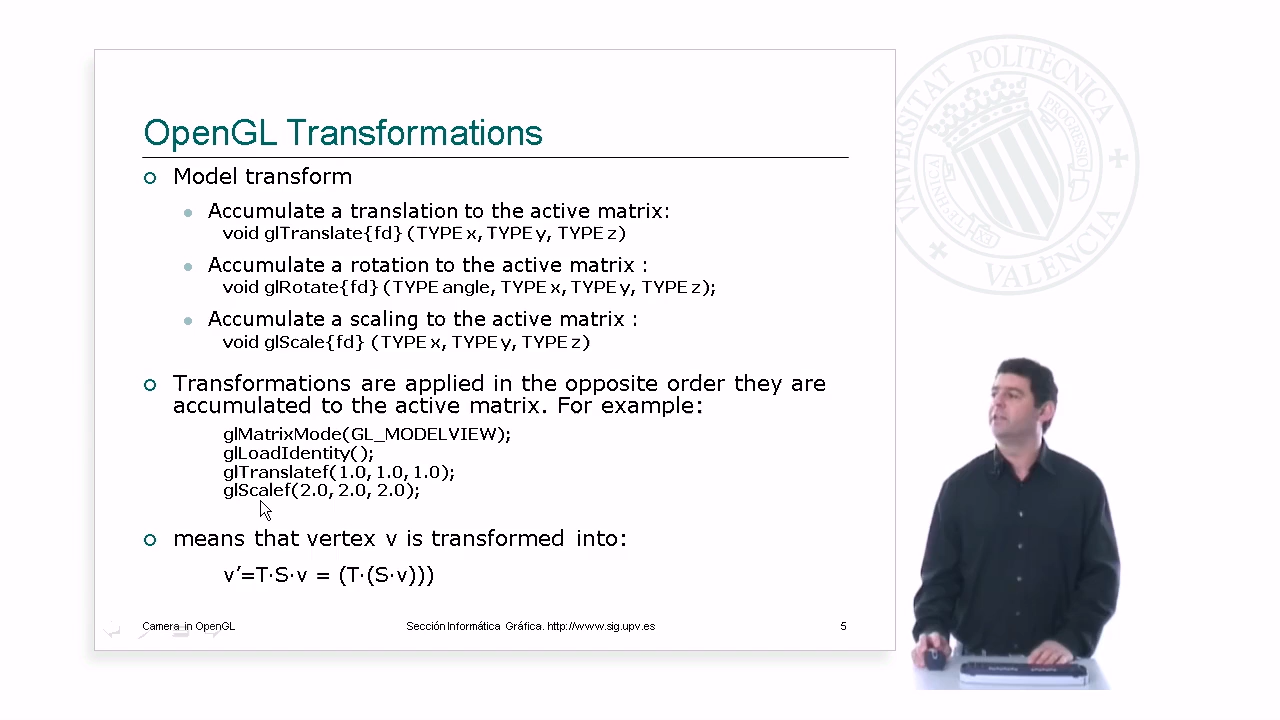 OpenGL Transformations
Model transform
Accumulate a translation to the active matrix:
void glTranslate{fd} (TYPE x, TYPE y, TYPE z)
Accumulate a rotation to the active matrix :
void glRotate{fd} (TYPE angle, TYPE x, TYPE y, TYPE z);
Accumulate a scaling to the active matrix :
void glScale{fd} (TYPE x, TYPE y, TYPE z)
Transformations are applied in the opposite order they are
accumulated to the active matrix. For example:
glMatrixMode(GL_MODELVIEW);
glLoadIdentity();
glTranslatef(1.0, 1.0, 1.0);
glScalef(2.0, 2.0, 2.0);
means that vertex v is transformed into:
v’=T·S·v = (T·(S·v)))
Camera in OpenGL
Sección Informática Gráfica. http://www.sig.upv.es
5
UNIVERSITAT POLITÈCNICA
VALÈNCIA